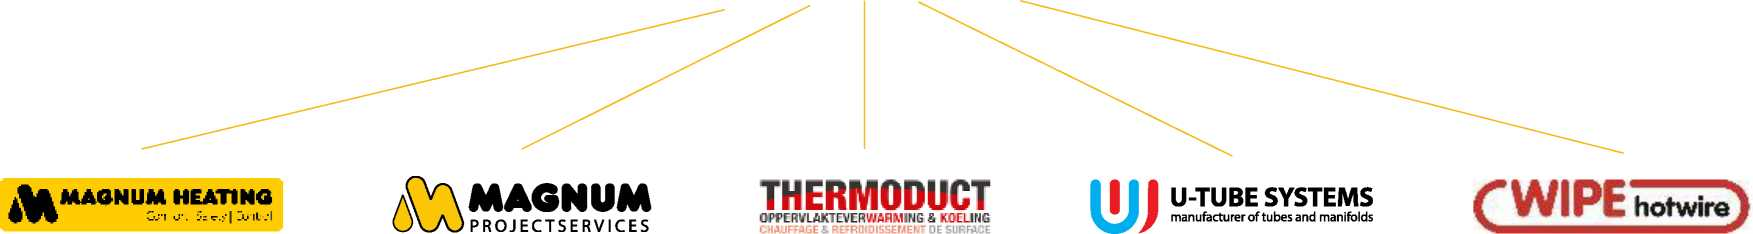 MAGNUM HEATING
Comfort | Safety | Control
MAGNUM
PROJECTSERVICES
THERMODUCT
OPPERVLAKTEVERWARMING & KOELING
CHAUFFAGE & REFROIDISSEMENT DE SURFACE
U-TUBE SYSTEMS
manufacturer of tubes and manifolds
WIPE hotwire